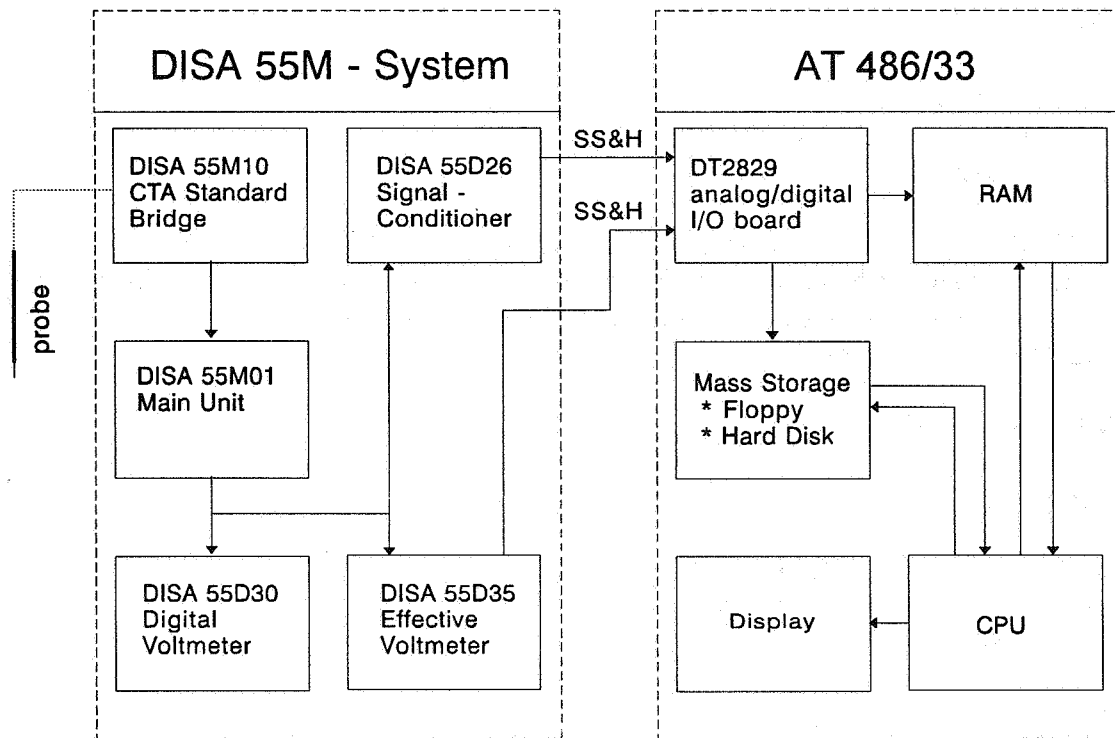 DISA 55M - System
AT 486/33
DISA 55M10
CTA Standard
Bridge
DISA 55D26
Signal -
Conditioner
SS&H
SS&H
DT2829
analog/digital
I/O board
RAM
probe
DISA 55M01
Main Unit
Mass Storage
* Floppy
* Hard Disk
DISA 55D30
Digital
Voltmeter
DISA 55D35
Effective
Voltmeter
Display
CPU